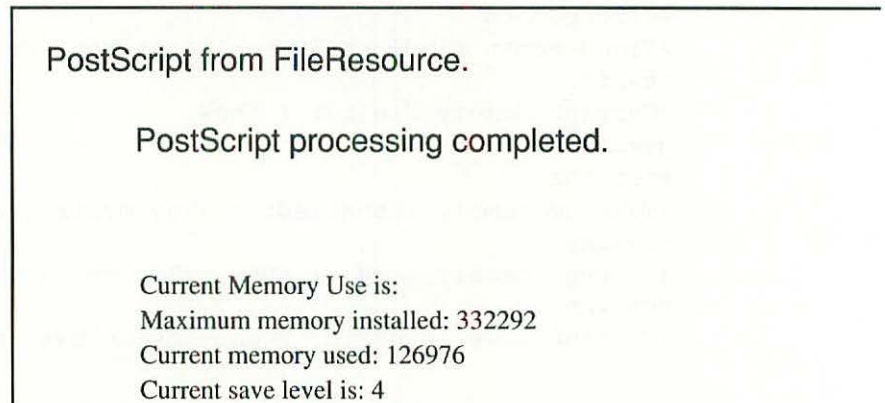 PostScript from FileResource.
PostScript processing completed.
Current Memory Use is:
Maximum memory installed: 332292
Current memory used: 126976
Current save level is: 4